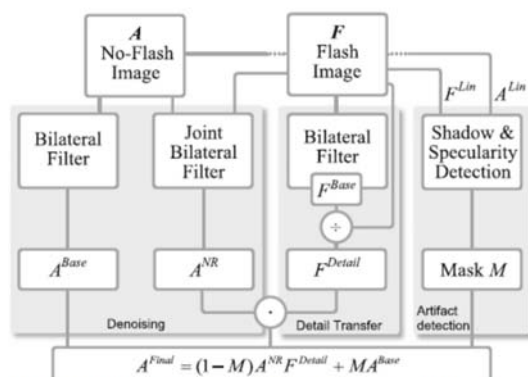 A
No-Flash
Image
F
Flash
Image
F^Lin
A^Lin
Bilateral
Filter
Joint
Bilateral
Filter
Bilateral
Filter
F^Base
÷
Shadow &
Specularity
Detection
A^Base
A^NR
F^Detail
Mask M
·
Denoising
Detail Transfer
Artifact
detection
A^Final = (1−M)A^NR F^Detail + MA^Base